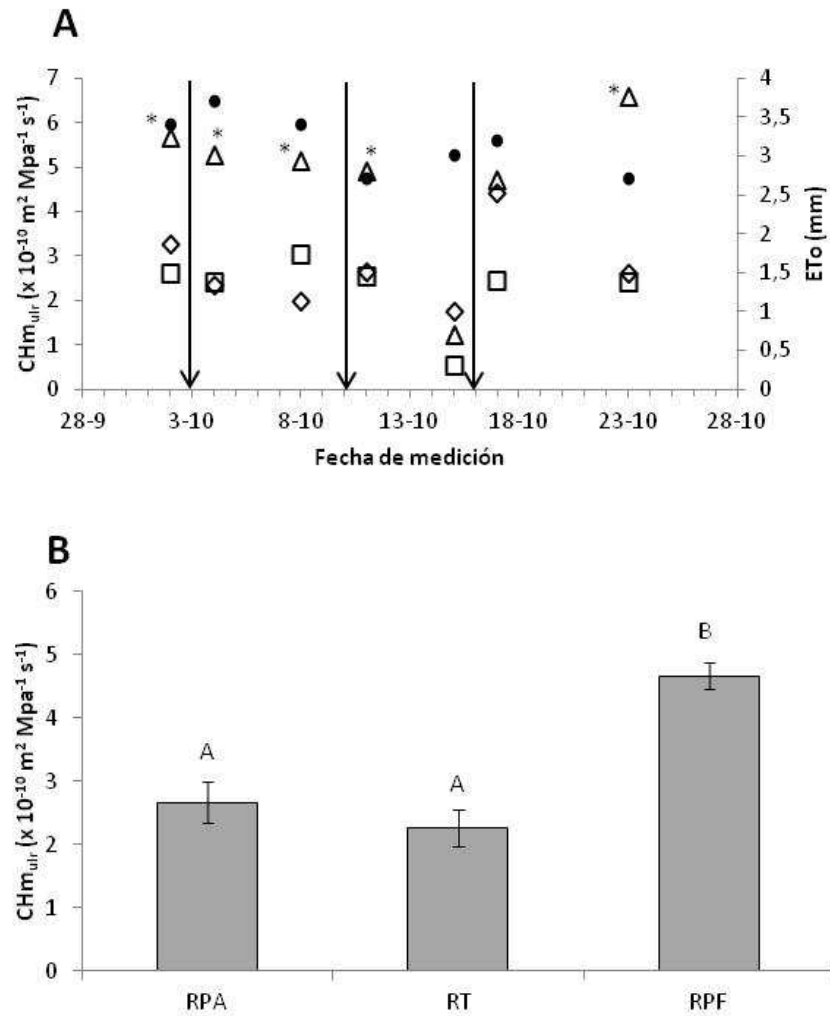 A
CHm_ulr (x 10⁻¹⁰ m² Mpa⁻¹ s⁻¹)
7
6
5
4
3
2
1
0
* * * * *
4
3,5
3
2,5
2
1,5
1
0,5
0
ETo (mm)
28-9 3-10 8-10 13-10 18-10 23-10 28-10
Fecha de medición
B
CHm_ulr (x 10⁻¹⁰ m² Mpa⁻¹ s⁻¹)
6
5
4
3
2
1
0
A A B
RPA RT RPF